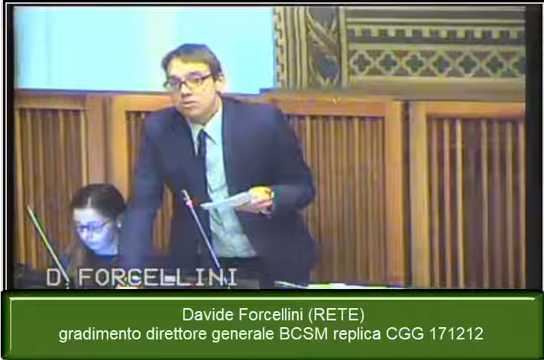 D. FORCELLINI
Davide Forcellini (RETE)
gradimento direttore generale BCSM replica CGG 171212